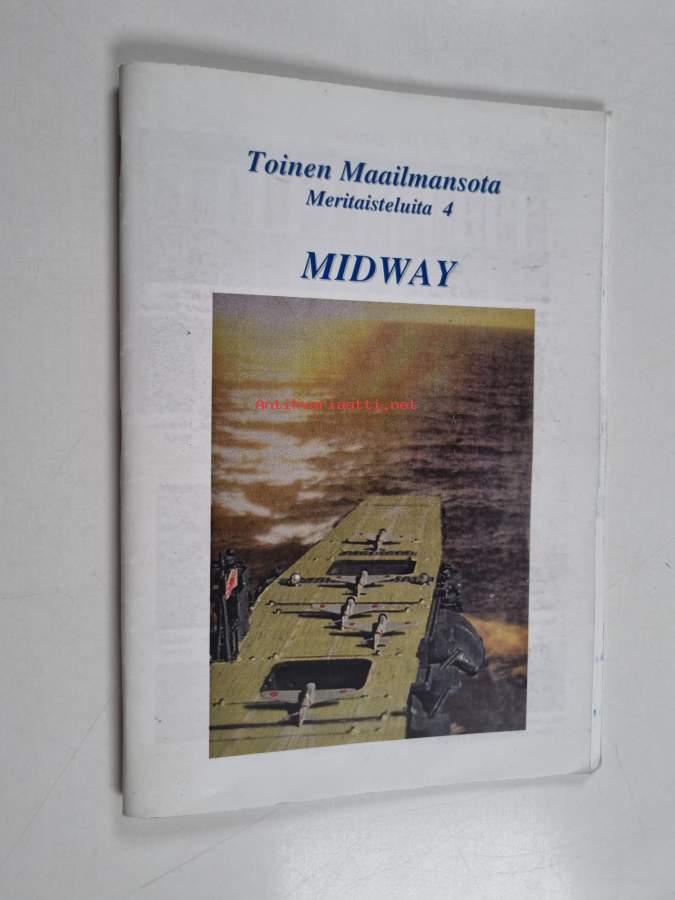 Toinen Maailmansota
Meritaisteluita 4
MIDWAY
Antikvariaatti.net